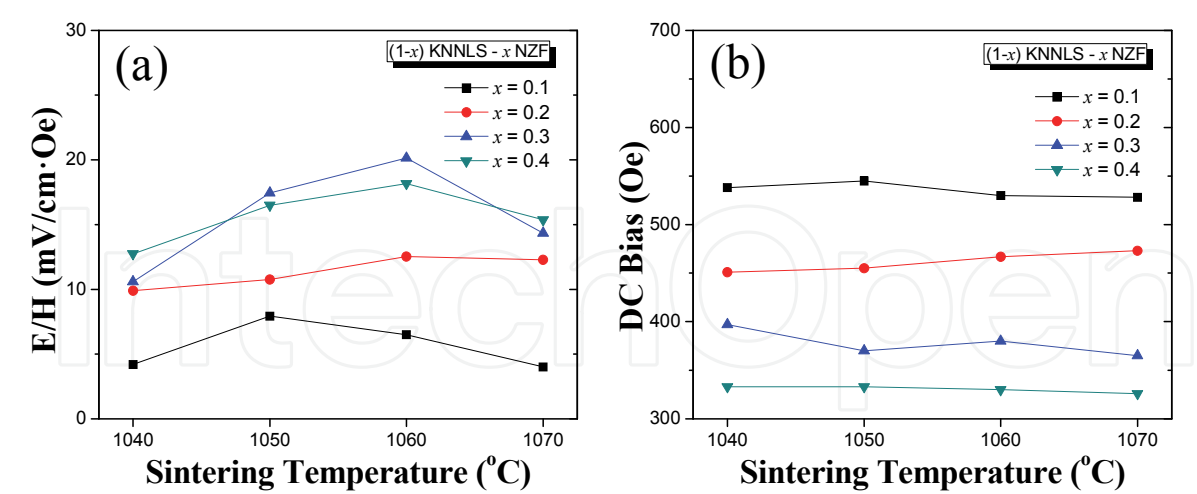 (a)
(1-x) KNNLS - x NZF
x = 0.1
x = 0.2
x = 0.3
x = 0.4
30
20
10
0
E/H (mV/cm·Oe)
1040 1050 1060 1070
Sintering Temperature (°C)
(b)
(1-x) KNNLS - x NZF
x = 0.1
x = 0.2
x = 0.3
x = 0.4
700
600
500
400
300
DC Bias (Oe)
1040 1050 1060 1070
Sintering Temperature (°C)
IntechOpen